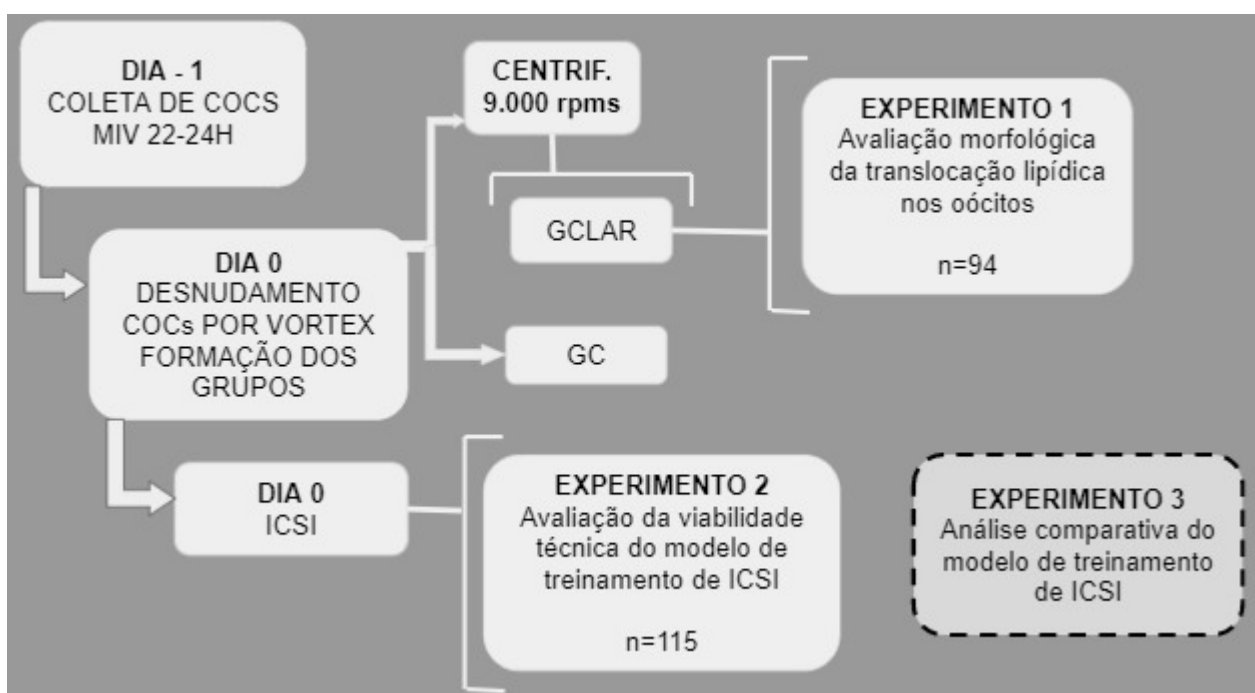 DIA - 1
COLETA DE COCS
MIV 22-24H
CENTRIF.
9.000 rpms
EXPERIMENTO 1
Avaliação morfológica
da translocação lipídica
nos oócitos
n=94
GCLAR
DIA 0
DESNUDAMENTO
COCs POR VORTEX
FORMAÇÃO DOS
GRUPOS
GC
DIA 0
ICSI
EXPERIMENTO 2
Avaliação da viabilidade
técnica do modelo de
treinamento de ICSI
n=115
EXPERIMENTO 3
Análise comparativa do
modelo de treinamento
de ICSI